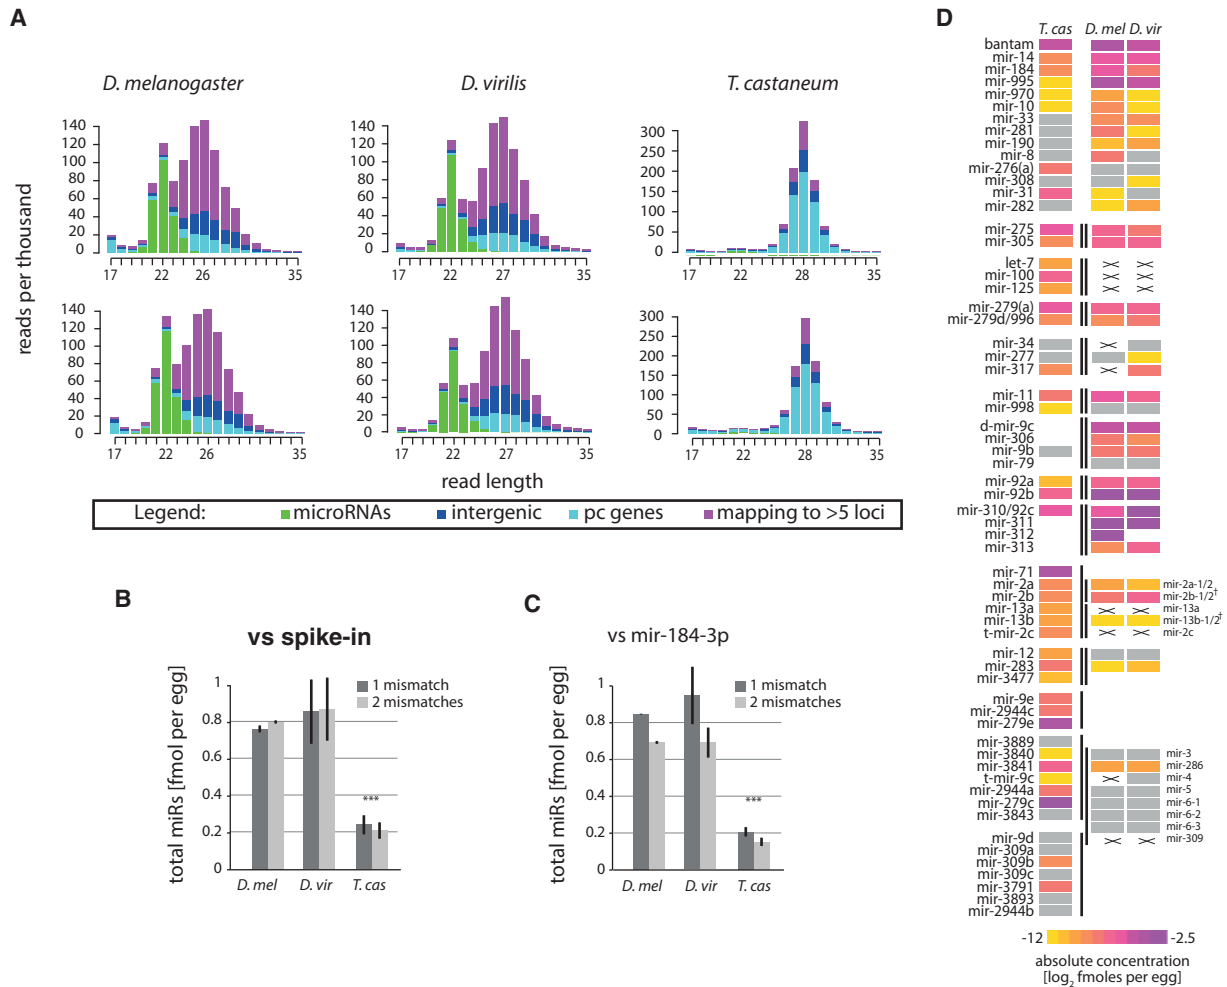 A
D. melanogaster
D. virilis
T. castaneum
reads per thousand
140
120
100
80
60
40
20
0
17
22
26
35
140
120
100
80
60
40
20
0
17
22
27
35
300
250
200
150
100
50
0
17
22
28
35
140
120
100
80
60
40
20
0
17
21
26
35
140
120
100
80
60
40
20
0
17
22
27
35
300
250
200
150
100
50
0
17
22
28
35
read length
Legend: microRNAs intergenic pc genes mapping to >5 loci
B
vs spike-in
total miRs [fmol per egg]
1
0.8
0.6
0.4
0.2
0
1 mismatch
2 mismatches
***
D. mel D. vir T. cas
C
vs mir-184-3p
total miRs [fmol per egg]
1
0.8
0.6
0.4
0.2
0
1 mismatch
2 mismatches
***
D. mel D. vir T. cas
D
T. cas D. mel D. vir
bantam
mir-14
mir-184
mir-995
mir-970
mir-10
mir-33
mir-281
mir-190
mir-8
mir-276(a)
mir-308
mir-31
mir-282
mir-275
mir-305
let-7
mir-100
mir-125
mir-279(a)
mir-279d/996
mir-34
mir-277
mir-317
mir-11
mir-998
d-mir-9c
mir-306
mir-9b
mir-79
mir-92a
mir-92b
mir-310/92c
mir-311
mir-312
mir-313
mir-71
mir-2a mir-2a-1/2
mir-2b mir-2b-1/2†
mir-13a mir-13a
mir-13b mir-13b-1/2†
t-mir-2c mir-2c
mir-12
mir-283
mir-3477
mir-9e
mir-2944c
mir-279e
mir-3889
mir-3840 mir-3
mir-3841 mir-286
t-mir-9c mir-4
mir-2944a mir-5
mir-279c mir-6-1
mir-3843 mir-6-2
mir-6-3
mir-9d mir-309
mir-309a
mir-309b
mir-309c
mir-3791
mir-3893
mir-2944b
-12 -2.5
absolute concentration
[log2 fmoles per egg]